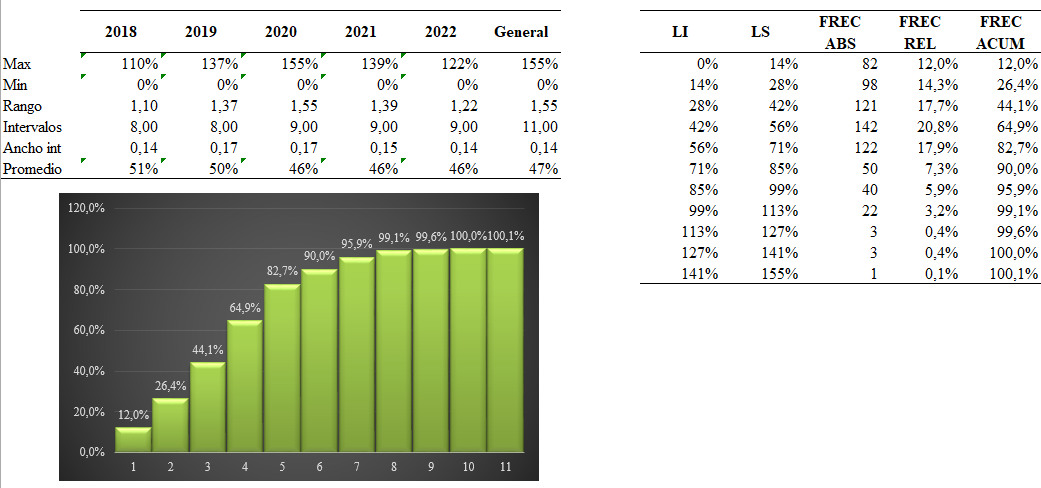 2018 2019 2020 2021 2022 General
Max 110% 137% 155% 139% 122% 155%
Min 0% 0% 0% 0% 0% 0%
Rango 1,10 1,37 1,55 1,39 1,22 1,55
Intervalos 8,00 8,00 9,00 9,00 9,00 11,00
Ancho int 0,14 0,17 0,17 0,15 0,14 0,14
Promedio 51% 50% 46% 46% 46% 47%
LI LS FREC ABS FREC REL FREC ACUM
0% 14% 82 12,0% 12,0%
14% 28% 98 14,3% 26,4%
28% 42% 121 17,7% 44,1%
42% 56% 142 20,8% 64,9%
56% 71% 122 17,9% 82,7%
71% 85% 50 7,3% 90,0%
85% 99% 40 5,9% 95,9%
99% 113% 22 3,2% 99,1%
113% 127% 3 0,4% 99,6%
127% 141% 3 0,4% 100,0%
141% 155% 1 0,1% 100,1%
120,0%
100,0%
80,0%
60,0%
40,0%
20,0%
0,0%
12,0% 26,4% 44,1% 64,9% 82,7% 90,0% 95,9% 99,1% 99,6% 100,0% 100,1%
1 2 3 4 5 6 7 8 9 10 11